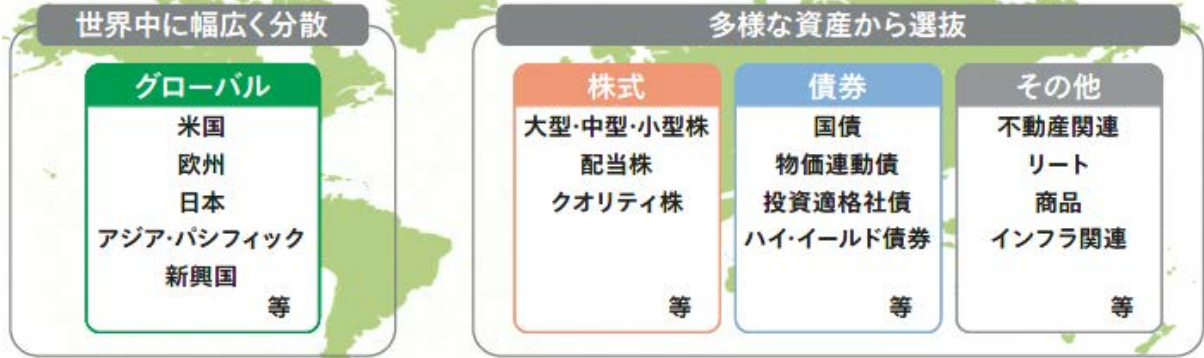 世界中に幅広く分散
グローバル
米国
欧州
日本
アジア・パシフィック
新興国
等
多様な資産から選抜
株式
大型・中型・小型株
配当株
クオリティ株
等
債券
国債
物価連動債
投資適格社債
ハイ・イールド債券
等
その他
不動産関連
リート
商品
インフラ関連
等